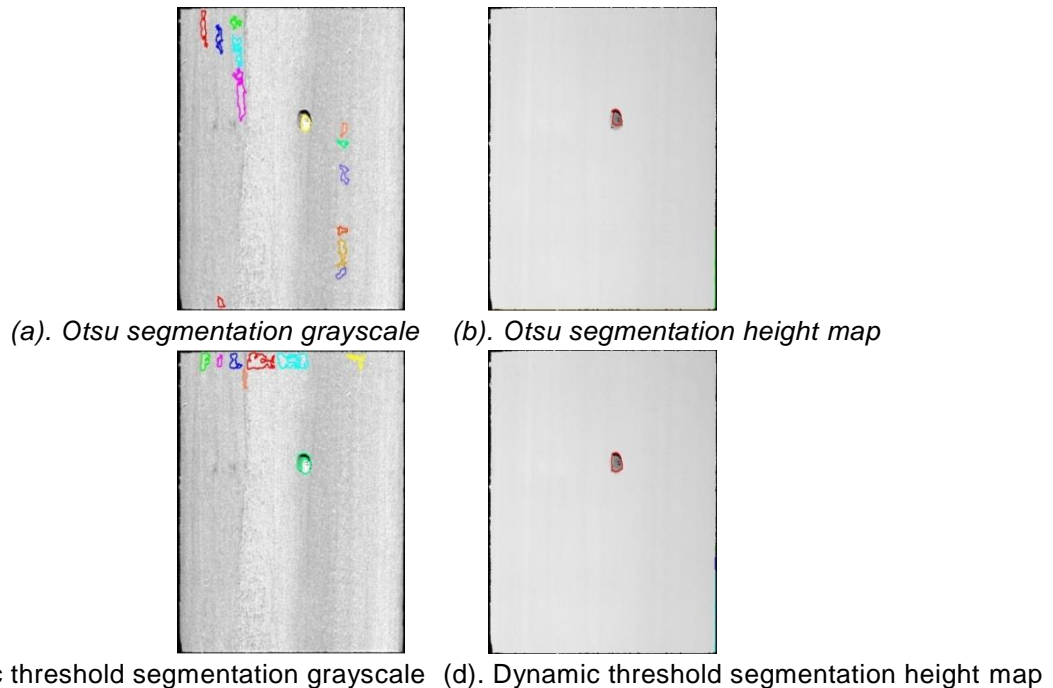 (a). Otsu segmentation grayscale (b). Otsu segmentation height map
threshold segmentation grayscale (d). Dynamic threshold segmentation height map